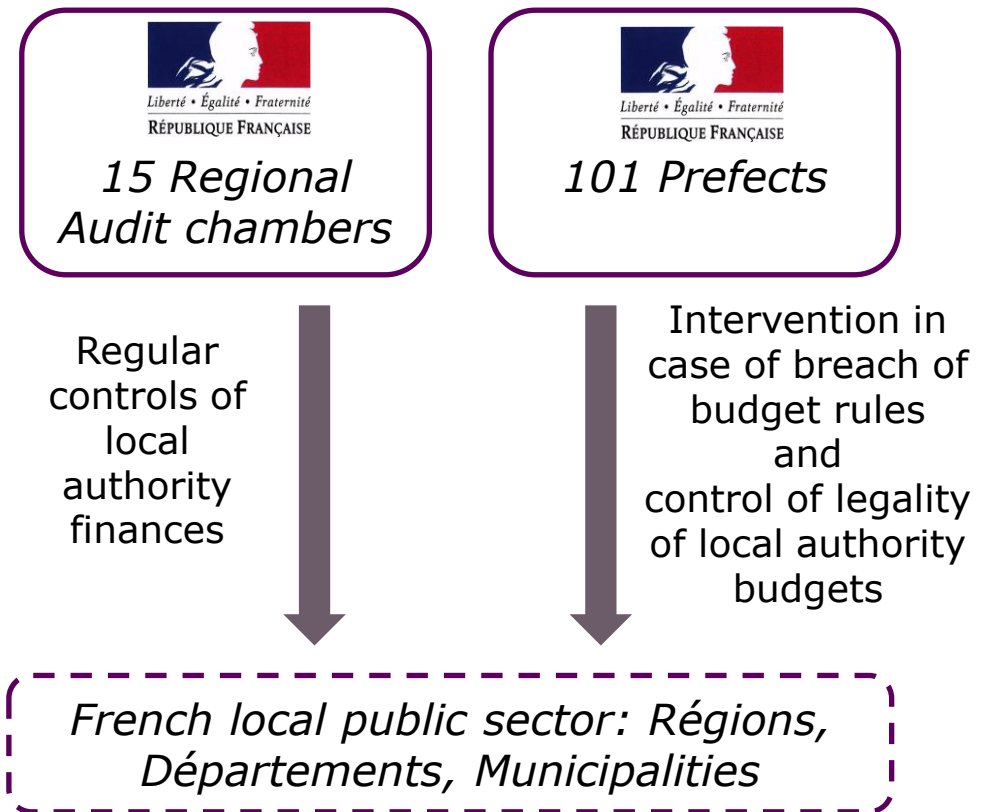 Liberté • Égalité • Fraternité
RÉPUBLIQUE FRANÇAISE
15 Regional
Audit chambers
Liberté • Égalité • Fraternité
RÉPUBLIQUE FRANÇAISE
101 Prefects
Regular
controls of
local
authority
finances
Intervention in
case of breach of
budget rules
and
control of legality
of local authority
budgets
French local public sector: Régions,
Départements, Municipalities